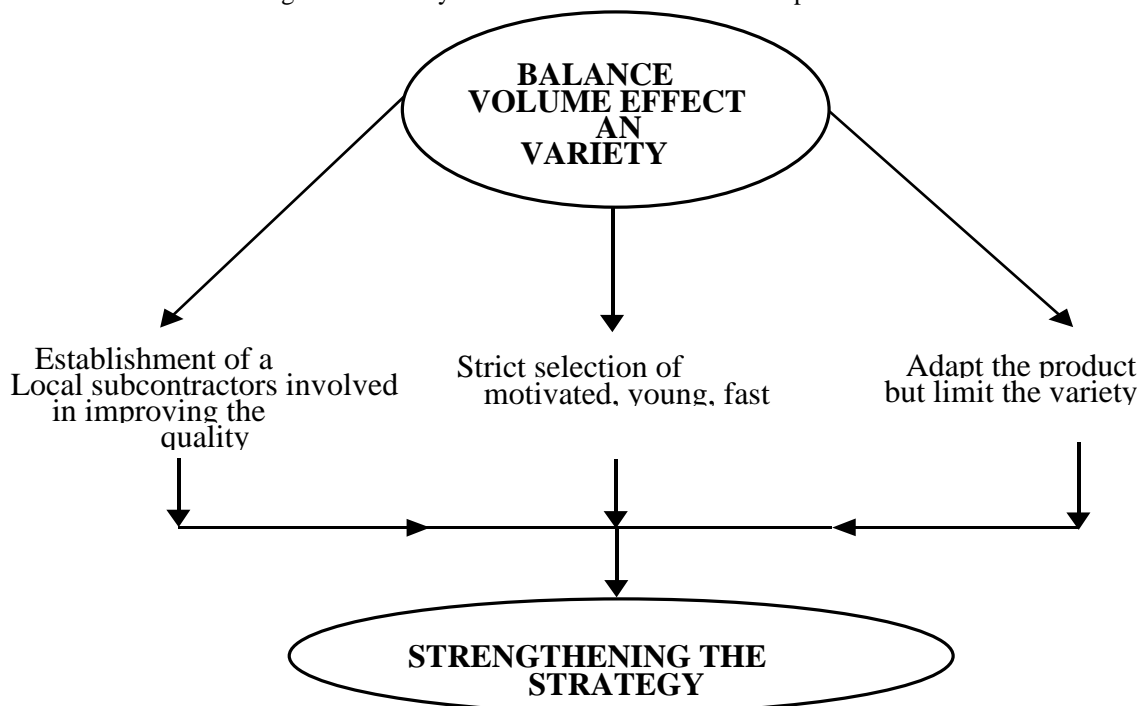 BALANCE
VOLUME EFFECT
AN
VARIETY
Establishment of a
Local subcontractors involved
in improving the
quality
Strict selection of
motivated, young, fast
Adapt the product
but limit the variety
STRENGTHENING THE
STRATEGY